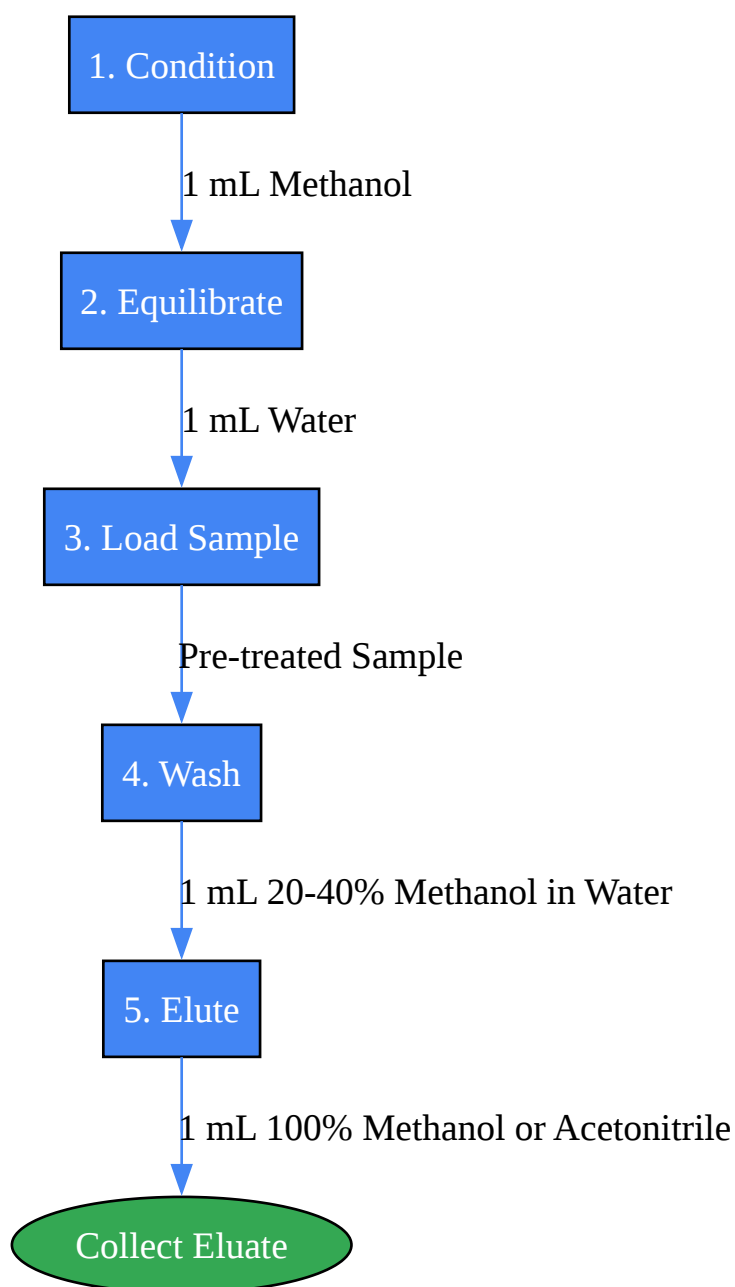 1. Condition
1 mL Methanol
2. Equilibrate
1 mL Water
3. Load Sample
Pre-treated Sample
4. Wash
1 mL 20-40% Methanol in Water
5. Elute
1 mL 100% Methanol or Acetonitrile
Collect Eluate